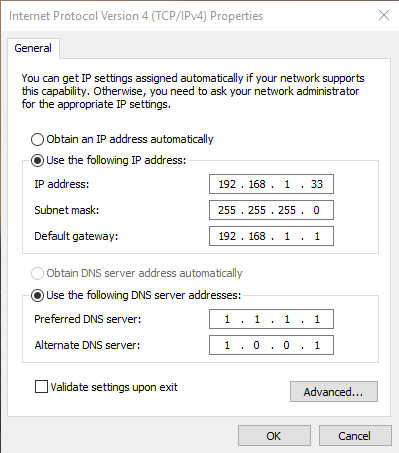 Internet Protocol Version 4 (TCP/IPv4) Properties
General
You can get IP settings assigned automatically if your network supports
this capability. Otherwise, you need to ask your network administrator
for the appropriate IP settings.
Obtain an IP address automatically
Use the following IP address:
IP address: 192 . 168 . 1 . 33
Subnet mask: 255 . 255 . 255 . 0
Default gateway: 192 . 168 . 1 . 1
Obtain DNS server address automatically
Use the following DNS server addresses:
Preferred DNS server: 1 . 1 . 1 . 1
Alternate DNS server: 1 . 0 . 0 . 1
Validate settings upon exit
Advanced...
OK Cancel